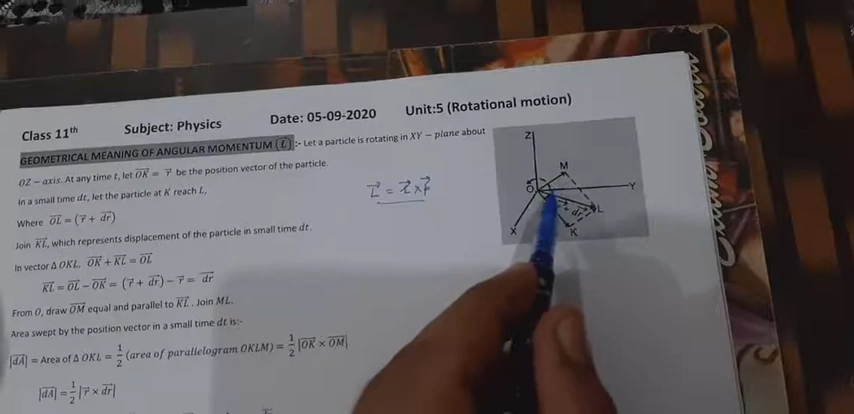 Class 11th Subject: Physics Date: 05-09-2020 Unit:5 (Rotational motion)
GEOMETRICAL MEANING OF ANGULAR MOMENTUM (L⃗) :- Let a particle is rotating in XY − plane about
OZ − axis. At any time t, let OK⃗ = r⃗ be the position vector of the particle.
In a small time dt, let the particle at K reach L,
L⃗ = r⃗ × p⃗
Where OL⃗ = (r⃗ + dr⃗)
Join KL⃗, which represents displacement of the particle in small time dt.
In vector Δ OKL, OK⃗ + KL⃗ = OL⃗
KL⃗ = OL⃗ − OK⃗ = (r⃗ + dr⃗) − r⃗ = dr⃗
From O, draw OM⃗ equal and parallel to KL⃗. Join ML.
Area swept by the position vector in a small time dt is:-
|dA⃗| = Area of Δ OKL = 1/2 (area of parallelogram OKLM) = 1/2 |OK⃗ × OM⃗|
|dA⃗| = 1/2 |r⃗ × dr⃗|
Z
M
O
Y
L
dr⃗
X
K